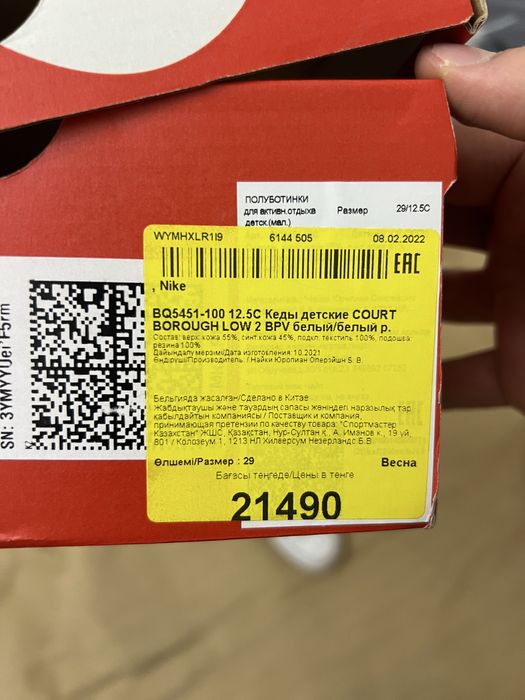 ПОЛУБОТИНКИ
для активн.отдыха
детск.(мал.)
Размер
29/12.5C
WYMHXLR1I9
6144 505
08.02.2022
EAC
, Nike
BQ5451-100 12.5C Кеды детские COURT
BOROUGH LOW 2 BPV белый/белый р.
Состав: верх: кожа 55%, синт.кожа 45%, подкл: текстиль 100%, подошва:
резина 100%
Дайындалу мерзімі/Дата изготовления: 10.2021
Өндіруші/Производитель: / Найки Юропиан Оперэйшн Б. В.
Бельгияда жасалған/Сделано в Китае
Жабдықтаушы және тауардың сапасы жөніндегі наразылық тар
қабылдайтын компаниясы / Поставщик и компания,
принимающая претензии по качеству товара: "Спортмастер
Казахстан" ЖШС, Қазақстан, Нур-Султан қ., А. Иманов к., 19 үй,
801 / Колозеум 1, 1213 НЛ Хилверсум Незерландс Б.В.
Өлшемі/Размер : 29
Весна
Бағасы теңгеде/Цены в тенге
21490